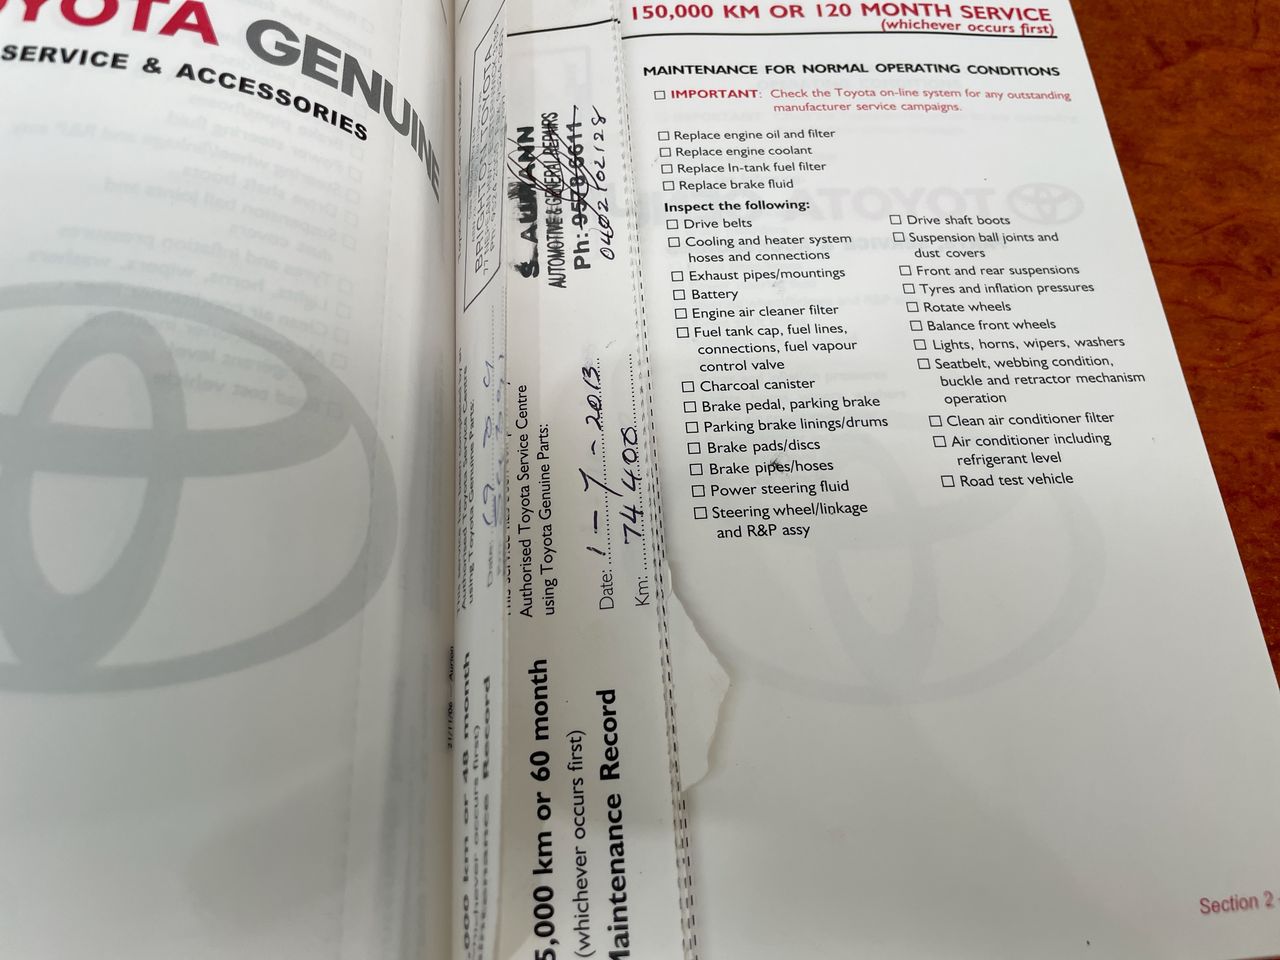 TOYOTA GENUINE
SERVICE & ACCESSORIES
BRIGHTON TOYOTA
S. AUMANN
AUTOMOTIVE & GENERAL REPAIRS
Ph: 9578 6611
0402102128
Authorised Toyota Service Centre
using Toyota Genuine Parts:
Date: 1-7-2013
Km: 74400
5,000 km or 60 month
(whichever occurs first)
Maintenance Record
150,000 KM OR 120 MONTH SERVICE
(whichever occurs first)
MAINTENANCE FOR NORMAL OPERATING CONDITIONS
IMPORTANT: Check the Toyota on-line system for any outstanding
manufacturer service campaigns.
Replace engine oil and filter
Replace engine coolant
Replace In-tank fuel filter
Replace brake fluid
Inspect the following:
Drive belts
Cooling and heater system
hoses and connections
Exhaust pipes/mountings
Battery
Engine air cleaner filter
Fuel tank cap, fuel lines,
connections, fuel vapour
control valve
Charcoal canister
Brake pedal, parking brake
Parking brake linings/drums
Brake pads/discs
Brake pipes/hoses
Power steering fluid
Steering wheel/linkage
and R&P assy
Drive shaft boots
Suspension ball joints and
dust covers
Front and rear suspensions
Tyres and inflation pressures
Rotate wheels
Balance front wheels
Lights, horns, wipers, washers
Seatbelt, webbing condition,
buckle and retractor mechanism
operation
Clean air conditioner filter
Air conditioner including
refrigerant level
Road test vehicle
Section 2